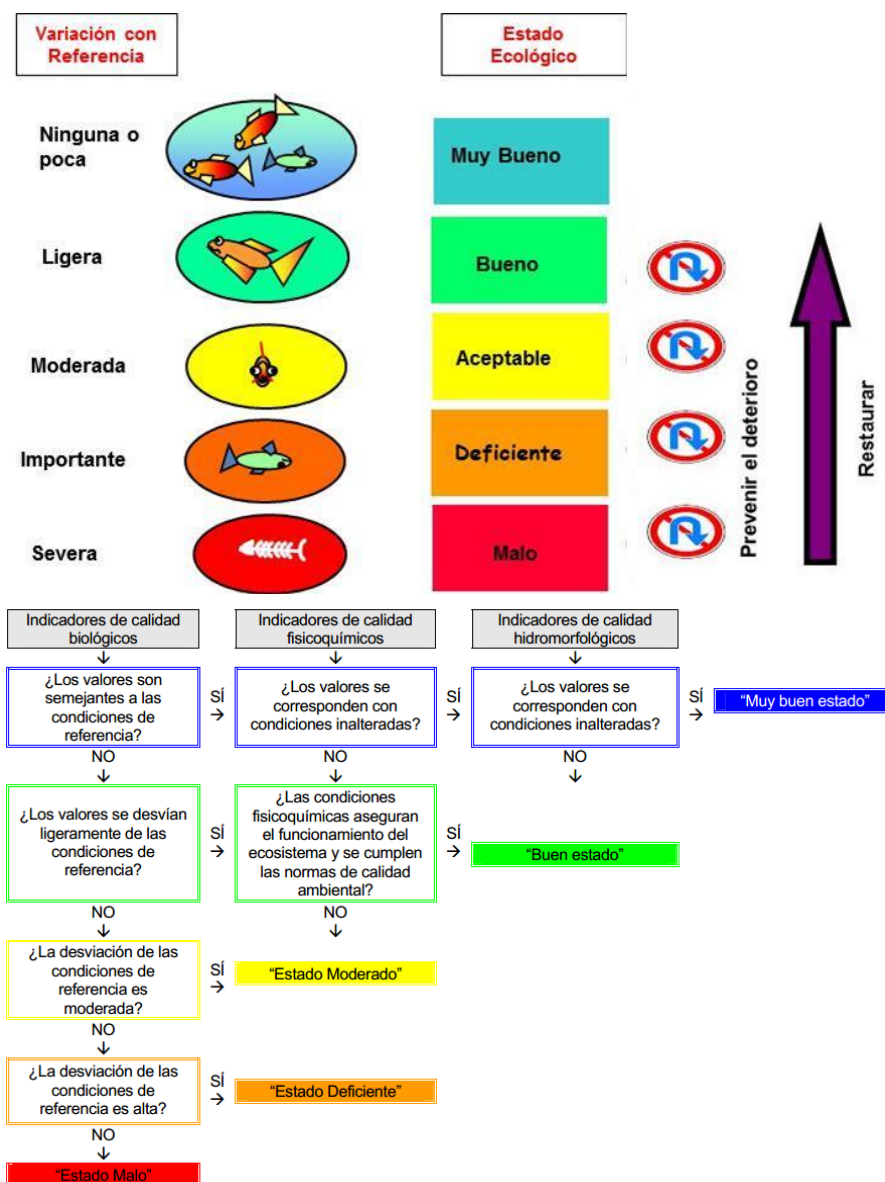 Variación con
Referencia
Estado
Ecológico
Ninguna o
poca
Muy Bueno
Ligera
Bueno
Moderada
Aceptable
Importante
Deficiente
Severa
Malo
Prevenir el deterioro
Restaurar
Indicadores de calidad
biológicos
Indicadores de calidad
fisicoquímicos
Indicadores de calidad
hidromorfológicos
¿Los valores son
semejantes a las
condiciones de
referencia?
SÍ
¿Los valores se
corresponden con
condiciones inalteradas?
SÍ
¿Los valores se
corresponden con
condiciones inalteradas?
SÍ
“Muy buen estado”
NO
NO
NO
¿Los valores se desvían
ligeramente de las
condiciones de
referencia?
SÍ
¿Las condiciones
fisicoquímicas aseguran
el funcionamiento del
ecosistema y se cumplen
las normas de calidad
ambiental?
SÍ
“Buen estado”
NO
NO
¿La desviación de las
condiciones de
referencia es
moderada?
SÍ
“Estado Moderado”
NO
¿La desviación de las
condiciones de
referencia es alta?
SÍ
“Estado Deficiente”
NO
“Estado Malo”